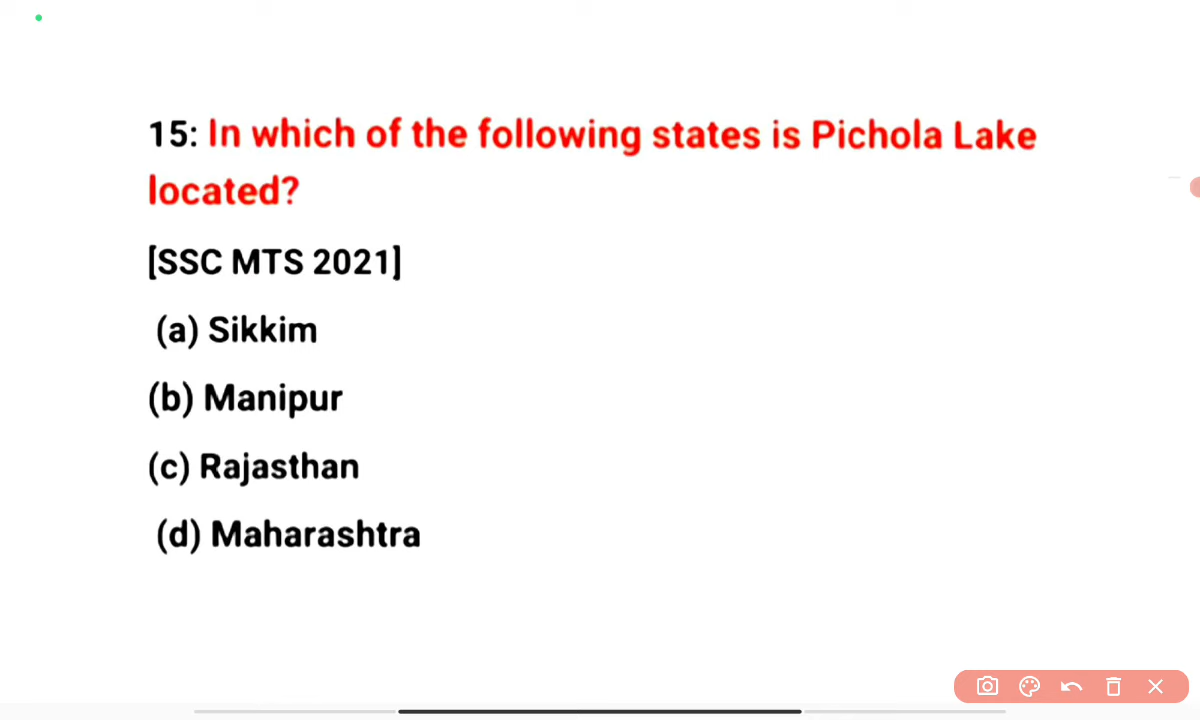 15: In which of the following states is Pichola Lake
located?
[SSC MTS 2021]
(a) Sikkim
(b) Manipur
(c) Rajasthan
(d) Maharashtra